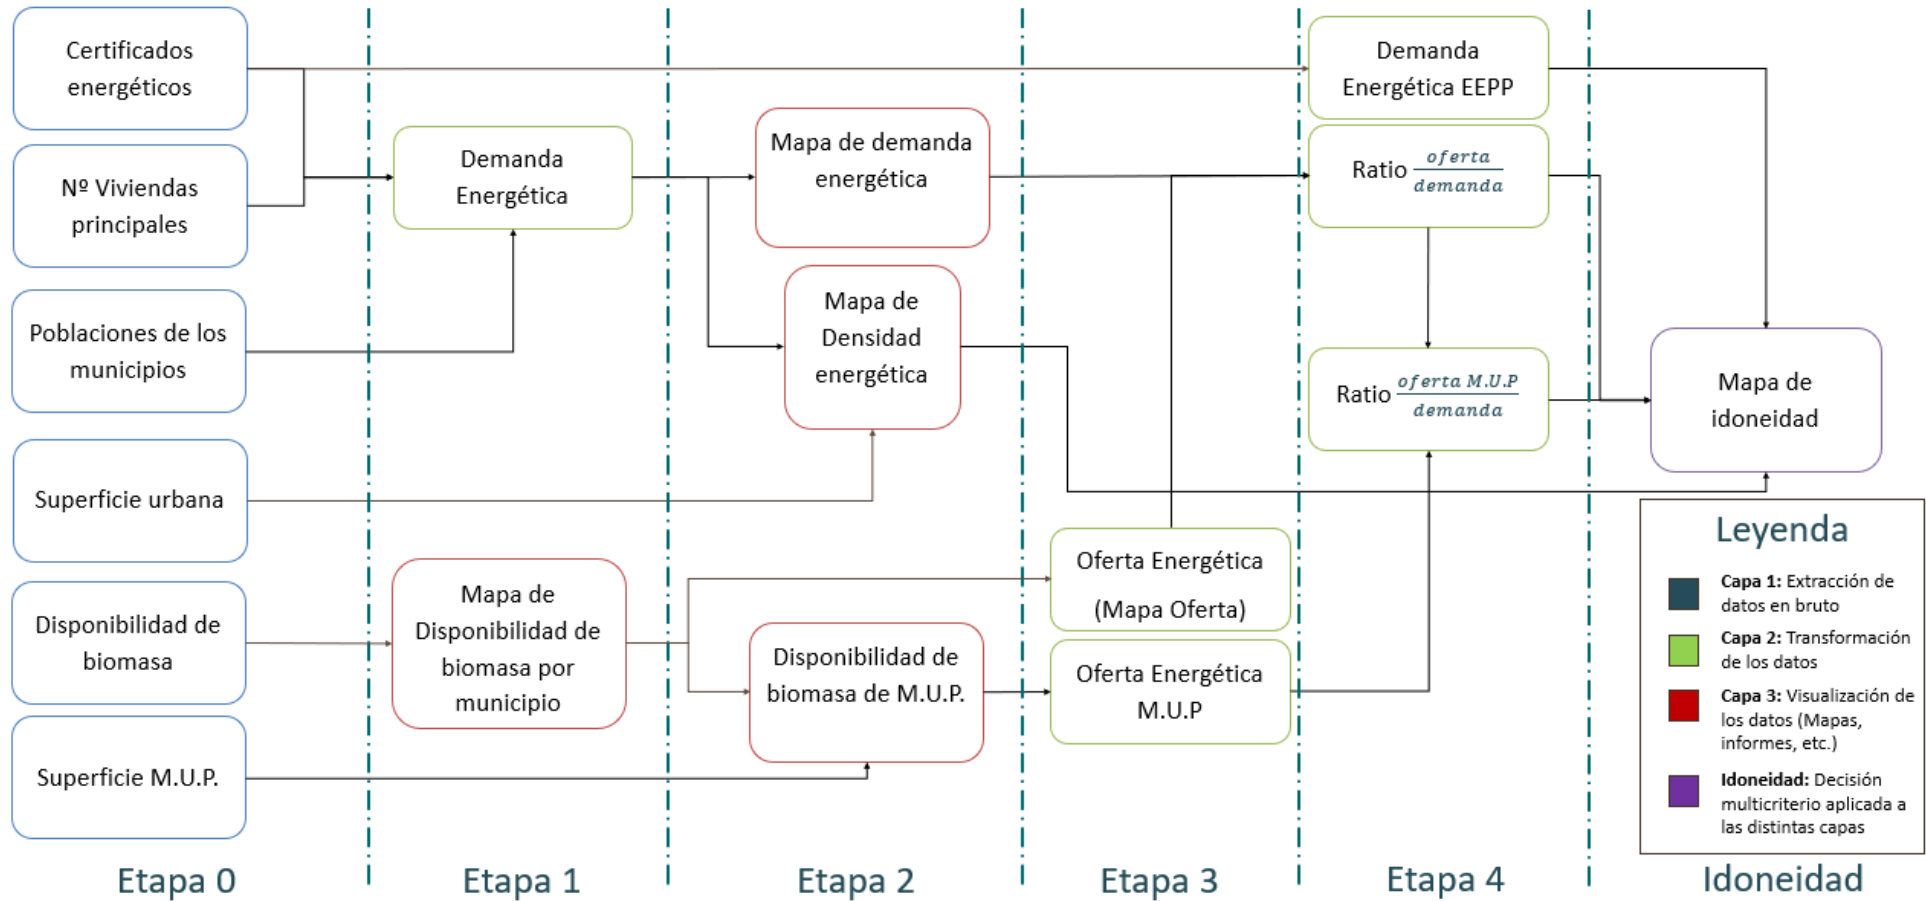 Certificados
energéticos
Nº Viviendas
principales
Poblaciones de los
municipios
Superficie urbana
Disponibilidad de
biomasa
Superficie M.U.P.
Demanda
Energética
Mapa de
Disponibilidad de
biomasa por
municipio
Mapa de demanda
energética
Mapa de
Densidad
energética
Disponibilidad de
biomasa de M.U.P.
Oferta Energética
(Mapa Oferta)
Oferta Energética
M.U.P
Demanda
Energética EEPP
Ratio oferta
demanda
Ratio oferta M.U.P
demanda
Mapa de
idoneidad
Leyenda
Capa 1: Extracción de
datos en bruto
Capa 2: Transformación
de los datos
Capa 3: Visualización de
los datos (Mapas,
informes, etc.)
Idoneidad: Decisión
multicriterio aplicada a
las distintas capas
Etapa 0
Etapa 1
Etapa 2
Etapa 3
Etapa 4
Idoneidad